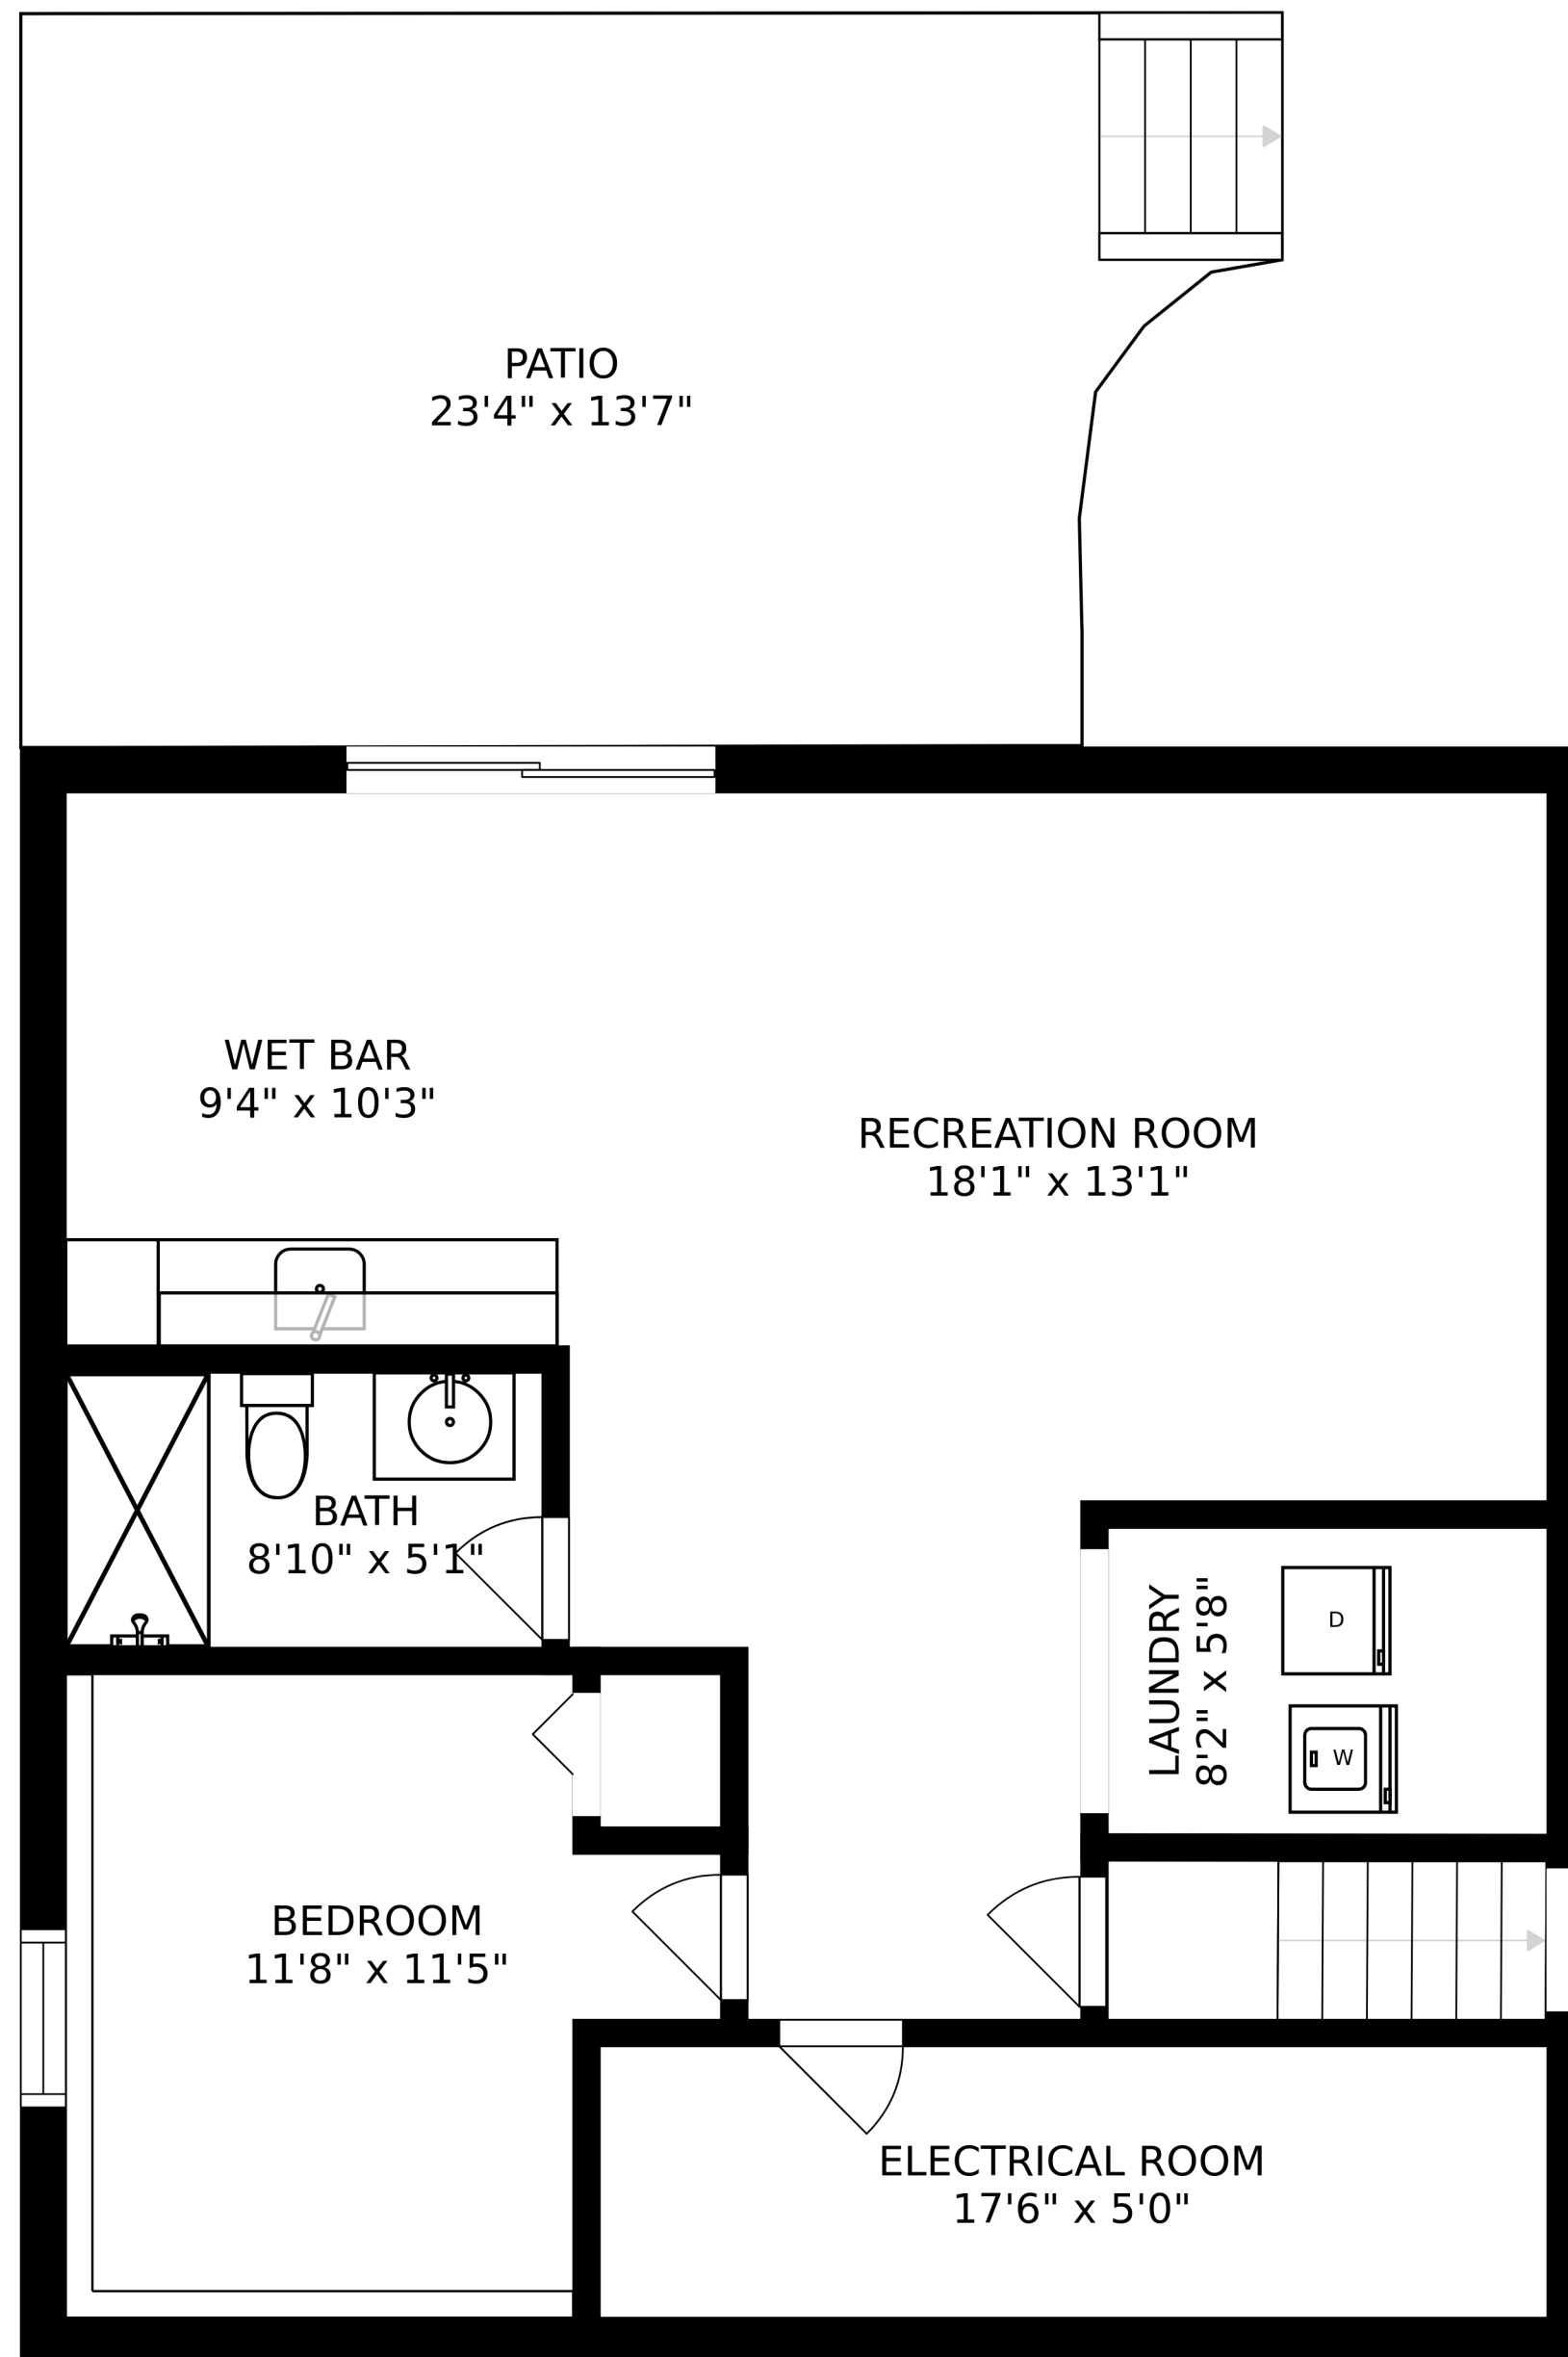 PATIO
23'4" x 13'7"
WET BAR
9'4" x 10'3"
RECREATION ROOM
18'1" x 13'1"
BATH
8'10" x 5'1"
LAUNDRY
8'2" x 5'8"
D
W
BEDROOM
11'8" x 11'5"
ELECTRICAL ROOM
17'6" x 5'0"